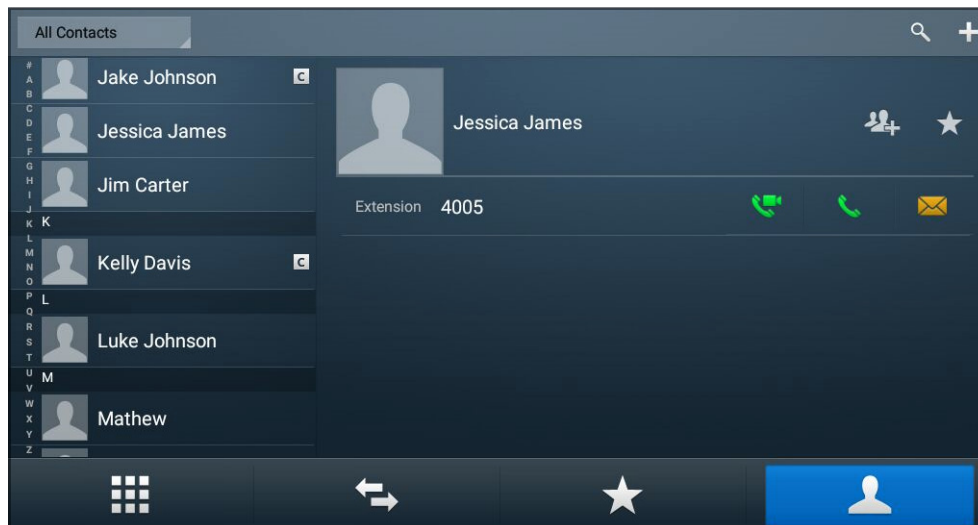 All Contacts
#
A
B
C
D
E
F
G
H
I
J
K
L
M
N
O
P
Q
R
S
T
U
V
W
X
Y
Z
Jake Johnson C
Jessica James
Jim Carter
K
Kelly Davis C
L
Luke Johnson
M
Mathew
Jessica James
Extension 4005